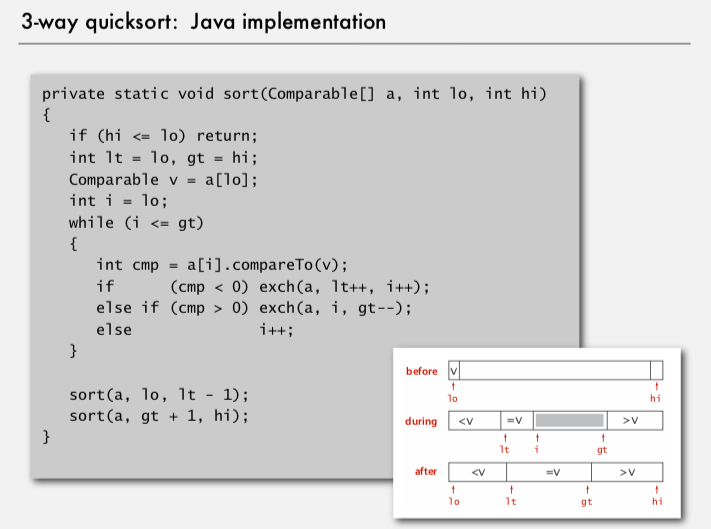 3-way quicksort: Java implementation
private static void sort(Comparable[] a, int lo, int hi)
{
   if (hi <= lo) return;
   int lt = lo, gt = hi;
   Comparable v = a[lo];
   int i = lo;
   while (i <= gt)
   {
      int cmp = a[i].compareTo(v);
      if      (cmp < 0) exch(a, lt++, i++);
      else if (cmp > 0) exch(a, i, gt--);
      else              i++;
   }
   sort(a, lo, lt - 1);
   sort(a, gt + 1, hi);
}
before V
lo hi
during <V =V >V
lt i gt
after <V =V >V
lo lt gt hi